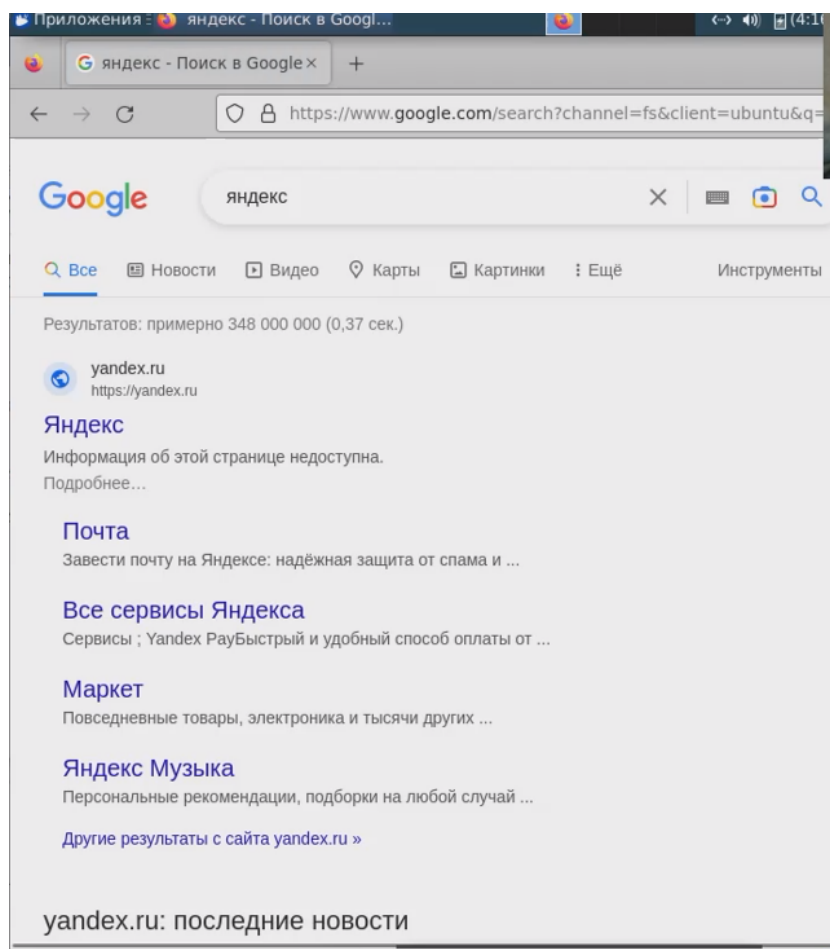 Приложения : яндекс - Поиск в Googl...
(4:16
яндекс - Поиск в Google × +
https://www.google.com/search?channel=fs&client=ubuntu&q=
Google яндекс
Все Новости Видео Карты Картинки Ещё Инструменты
Результатов: примерно 348 000 000 (0,37 сек.)
yandex.ru
https://yandex.ru
Яндекс
Информация об этой странице недоступна.
Подробнее...
Почта
Завести почту на Яндексе: надёжная защита от спама и ...
Все сервисы Яндекса
Сервисы ; Yandex PayБыстрый и удобный способ оплаты от ...
Маркет
Повседневные товары, электроника и тысячи других ...
Яндекс Музыка
Персональные рекомендации, подборки на любой случай ...
Другие результаты с сайта yandex.ru »
yandex.ru: последние новости